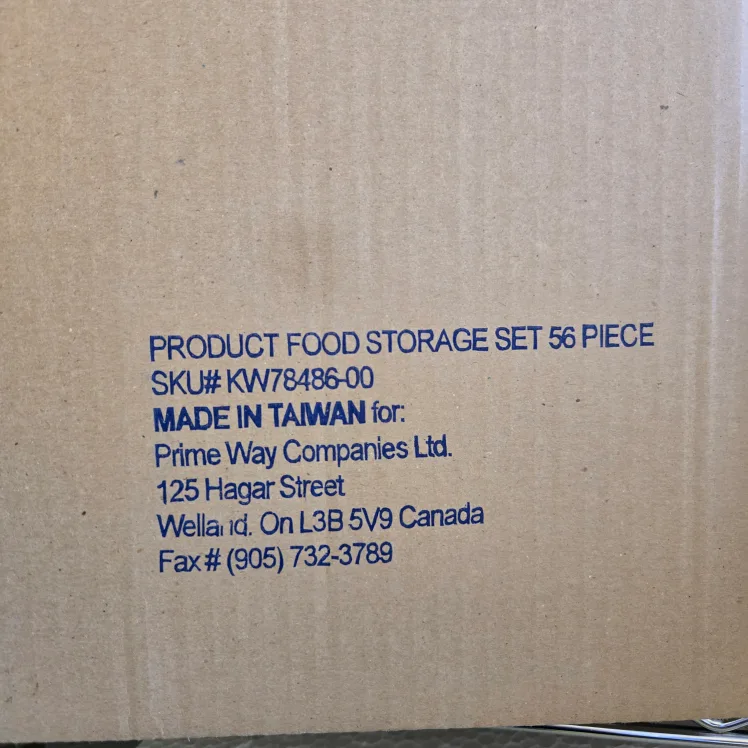 PRODUCT FOOD STORAGE SET 56 PIECE
SKU# KW78486-00
MADE IN TAIWAN for:
Prime Way Companies Ltd.
125 Hagar Street
Welland. On L3B 5V9 Canada
Fax # (905) 732-3789